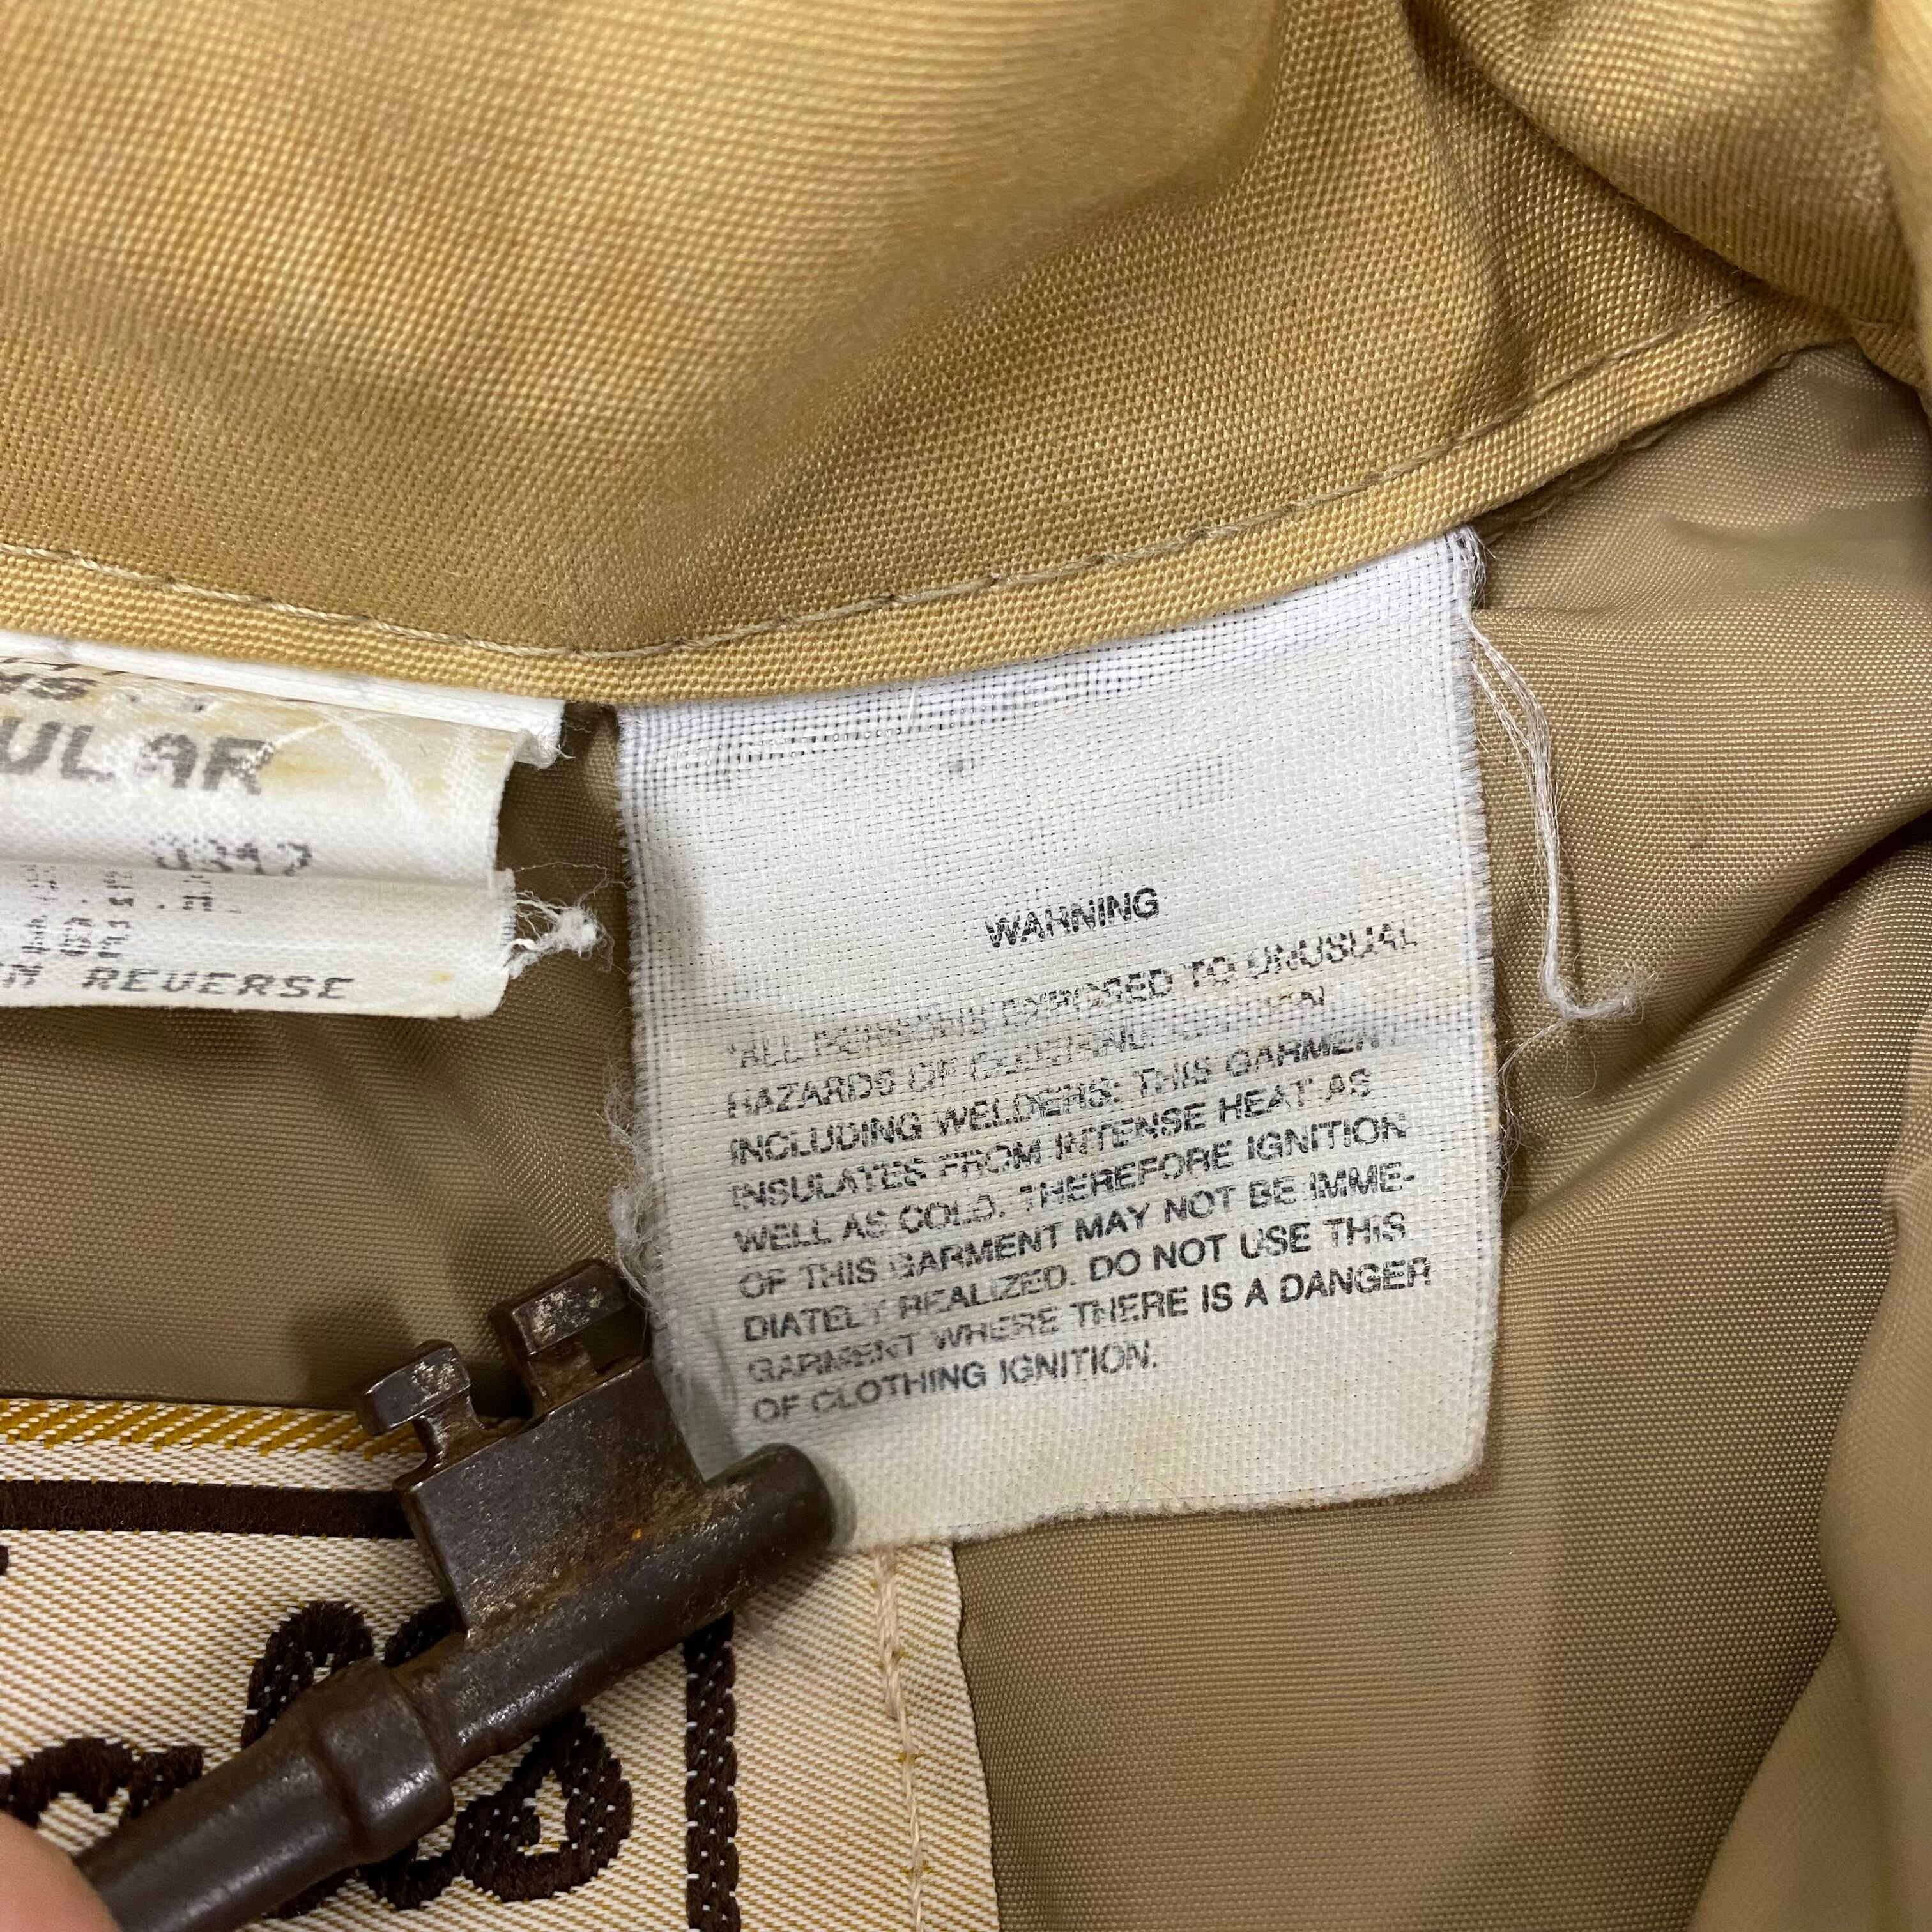 ULAR
0312
REVERSE
WARNING
"ALL PERSONS EXPOSED TO UNUSUAL
HAZARDS OF CLOTHING IGNITION
INCLUDING WELDERS: THIS GARMENT
INSULATES FROM INTENSE HEAT AS
WELL AS COLD. THEREFORE IGNITION
OF THIS GARMENT MAY NOT BE IMME-
DIATELY REALIZED. DO NOT USE THIS
GARMENT WHERE THERE IS A DANGER
OF CLOTHING IGNITION.